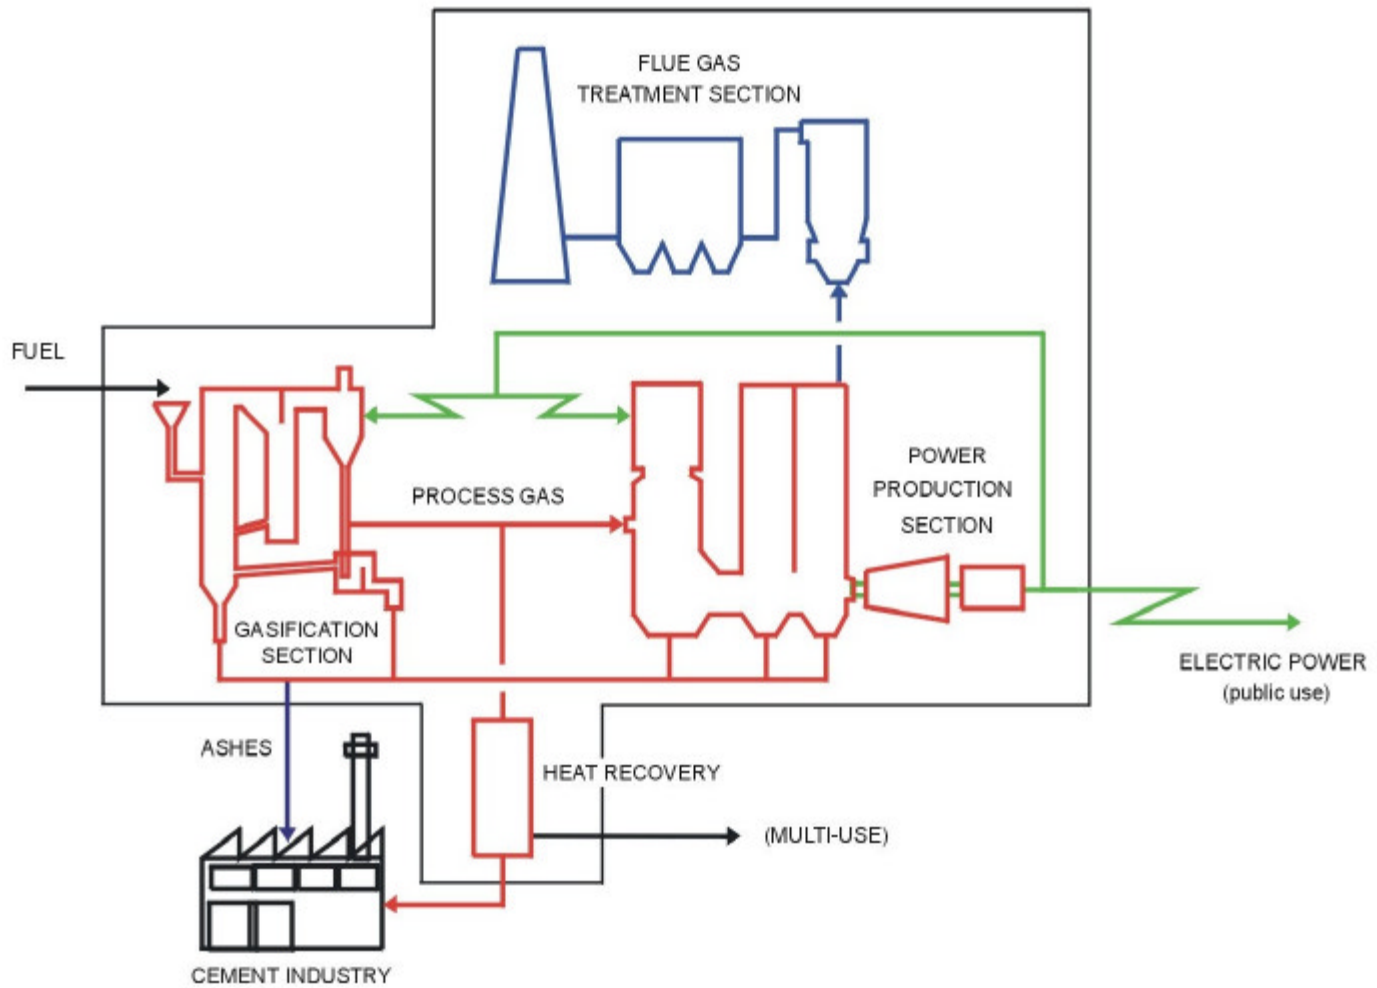 FLUE GAS
TREATMENT SECTION
FUEL
PROCESS GAS
POWER
PRODUCTION
SECTION
GASIFICATION
SECTION
ELECTRIC POWER
(public use)
ASHES
HEAT RECOVERY
(MULTI-USE)
CEMENT INDUSTRY